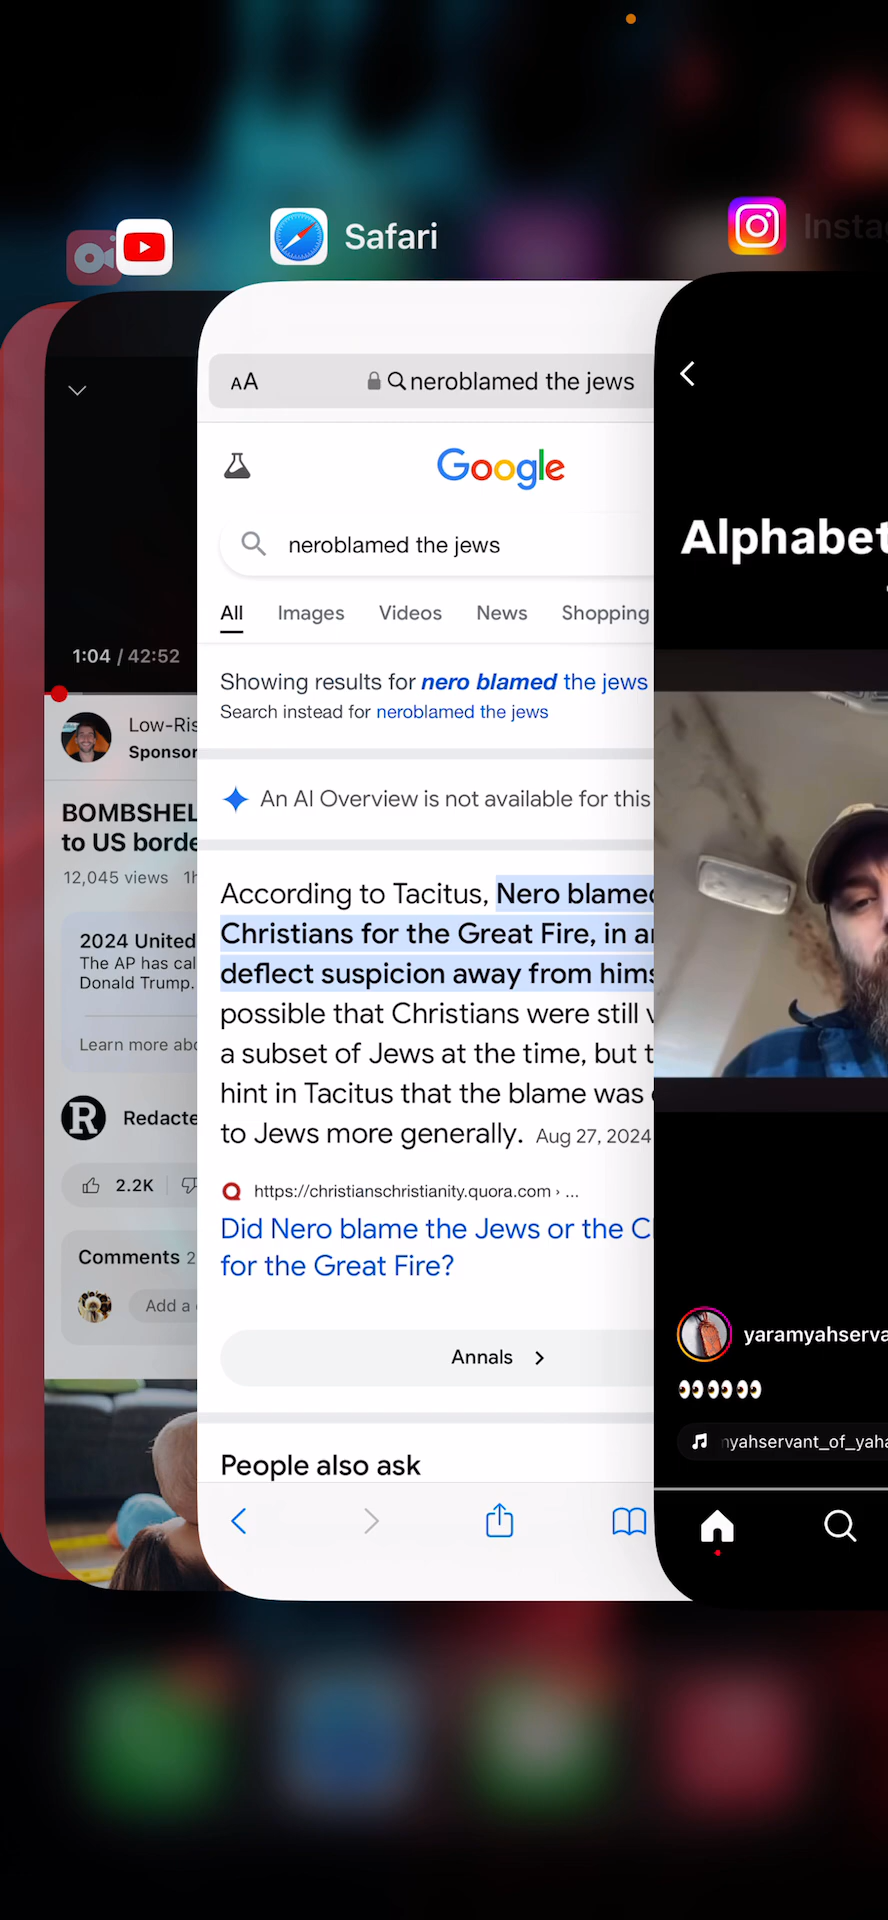 Safari
Insta
AA
neroblamed the jews
Google
neroblamed the jews
All
Images
Videos
News
Shopping
Showing results for nero blamed the jews
Search instead for neroblamed the jews
An AI Overview is not available for this
According to Tacitus, Nero blamed
Christians for the Great Fire, in a
deflect suspicion away from hims
possible that Christians were still v
a subset of Jews at the time, but t
hint in Tacitus that the blame was
to Jews more generally. Aug 27, 2024
https://christianschristianity.quora.com › ...
Did Nero blame the Jews or the C
for the Great Fire?
Annals
People also ask
1:04 / 42:52
Low-Ris
Sponsor
BOMBSHEL
to US borde
12,045 views 1h
2024 United
The AP has cal
Donald Trump.
Learn more abo
R
Redacte
2.2K
Comments 2
Add a
Alphabet
yaramyahserva
👀👀👀
nyahservant_of_yaha